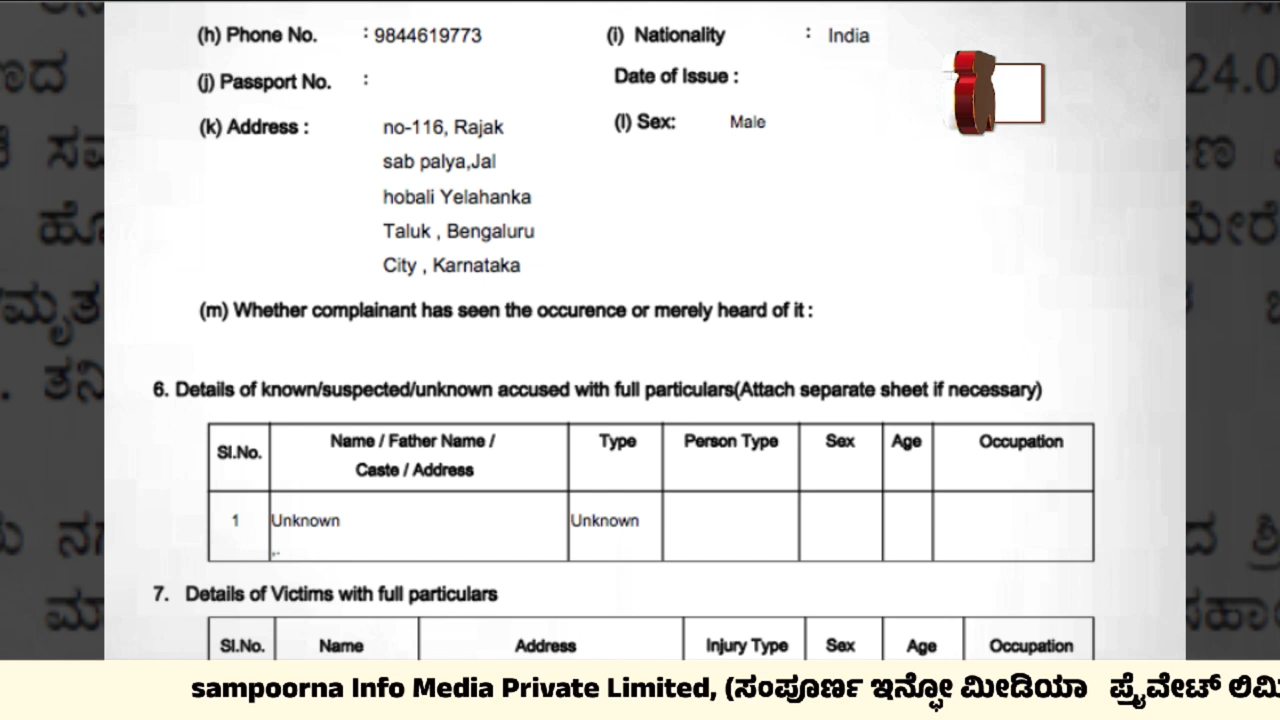 (h) Phone No. : 9844619773 (i) Nationality : India
(j) Passport No. : Date of Issue :
(k) Address : no-116, Rajak (l) Sex: Male
sab palya,Jal
hobali Yelahanka
Taluk , Bengaluru
City , Karnataka
(m) Whether complainant has seen the occurence or merely heard of it :
6. Details of known/suspected/unknown accused with full particulars(Attach separate sheet if necessary)
Sl.No. Name / Father Name / Caste / Address Type Person Type Sex Age Occupation
1 Unknown Unknown
,.
7. Details of Victims with full particulars
Sl.No. Name Address Injury Type Sex Age Occupation
sampoorna Info Media Private Limited, (ಸಂಪೂರ್ಣ ಇನ್ಫೋ ಮೀಡಿಯಾ ಪ್ರೈವೇಟ್